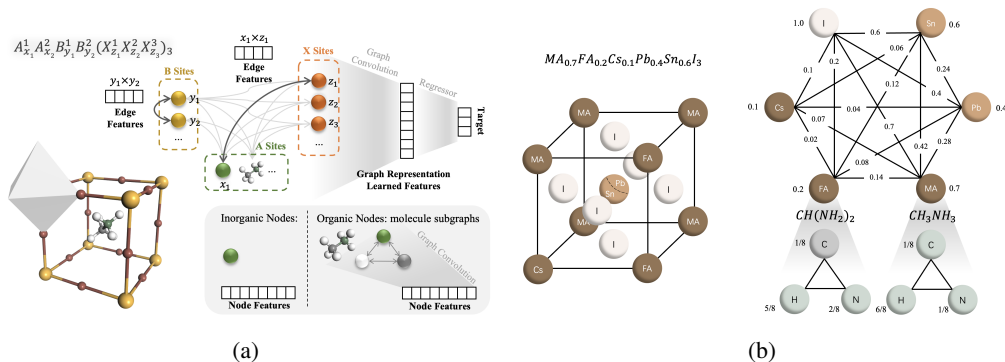 A^1_{x_1}A^2_{x_2}B^1_{y_1}B^2_{y_2}(X^1_{z_1}X^2_{z_2}X^3_{z_3})_3
y_1×y_2
Edge
Features
B Sites
y_1
y_2
...
x_1×z_1
Edge
Features
X Sites
z_1
z_2
z_3
...
A Sites
x_1
...
Graph
Convolution
Regressor
Target
Graph Representation
Learned Features
Inorganic Nodes:
Node Features
Organic Nodes: molecule subgraphs
Graph Convolution
Node Features
(a)
MA_{0.7}FA_{0.2}Cs_{0.1}Pb_{0.4}Sn_{0.6}I_3
MA
MA
I
MA
FA
I
Pb
Sn
I
I
MA
MA
I
Cs
FA
1.0
I
Sn
0.6
0.6
0.2
0.06
0.1
0.24
0.4
0.1
Cs
0.04
Pb
0.4
0.02
0.12
0.07
0.7
0.42
0.28
0.08
0.14
0.2
FA
MA
0.7
CH(NH_2)_2
CH_3NH_3
1/8
C
1/8
C
5/8
H
N
2/8
6/8
H
N
1/8
(b)